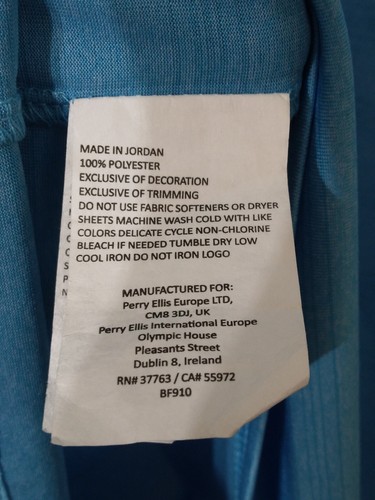 MADE IN JORDAN
100% POLYESTER
EXCLUSIVE OF DECORATION
EXCLUSIVE OF TRIMMING
DO NOT USE FABRIC SOFTENERS OR DRYER
SHEETS MACHINE WASH COLD WITH LIKE
COLORS DELICATE CYCLE NON-CHLORINE
BLEACH IF NEEDED TUMBLE DRY LOW
COOL IRON DO NOT IRON LOGO
MANUFACTURED FOR:
Perry Ellis Europe LTD,
CM8 3DJ, UK
Perry Ellis International Europe
Olympic House
Pleasants Street
Dublin 8, Ireland
RN# 37763 / CA# 55972
BF910